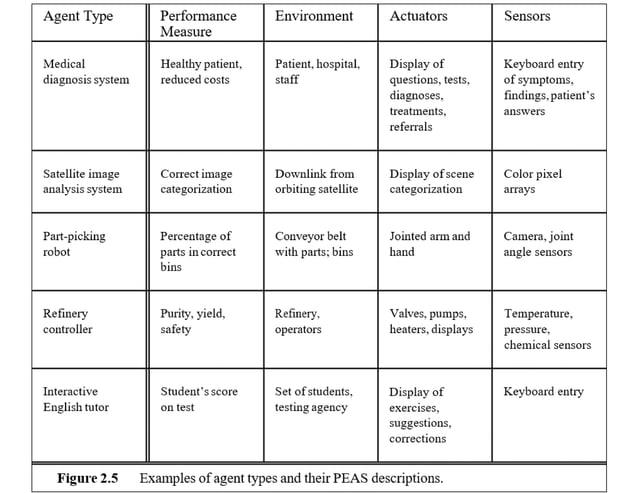 Agent Type
Performance
Measure
Environment
Actuators
Sensors
Medical
diagnosis system
Healthy patient,
reduced costs
Patient, hospital,
staff
Display of
questions, tests,
diagnoses,
treatments,
referrals
Keyboard entry
of symptoms,
findings, patient's
answers
Satellite image
analysis system
Correct image
categorization
Downlink from
orbiting satellite
Display of scene
categorization
Color pixel
arrays
Part-picking
robot
Percentage of
parts in correct
bins
Conveyor belt
with parts; bins
Jointed arm and
hand
Camera, joint
angle sensors
Refinery
controller
Purity, yield,
safety
Refinery,
operators
Valves, pumps,
heaters, displays
Temperature,
pressure,
chemical sensors
Interactive
English tutor
Student's score
on test
Set of students,
testing agency
Display of
exercises,
suggestions,
corrections
Keyboard entry
Figure 2.5 Examples of agent types and their PEAS descriptions.